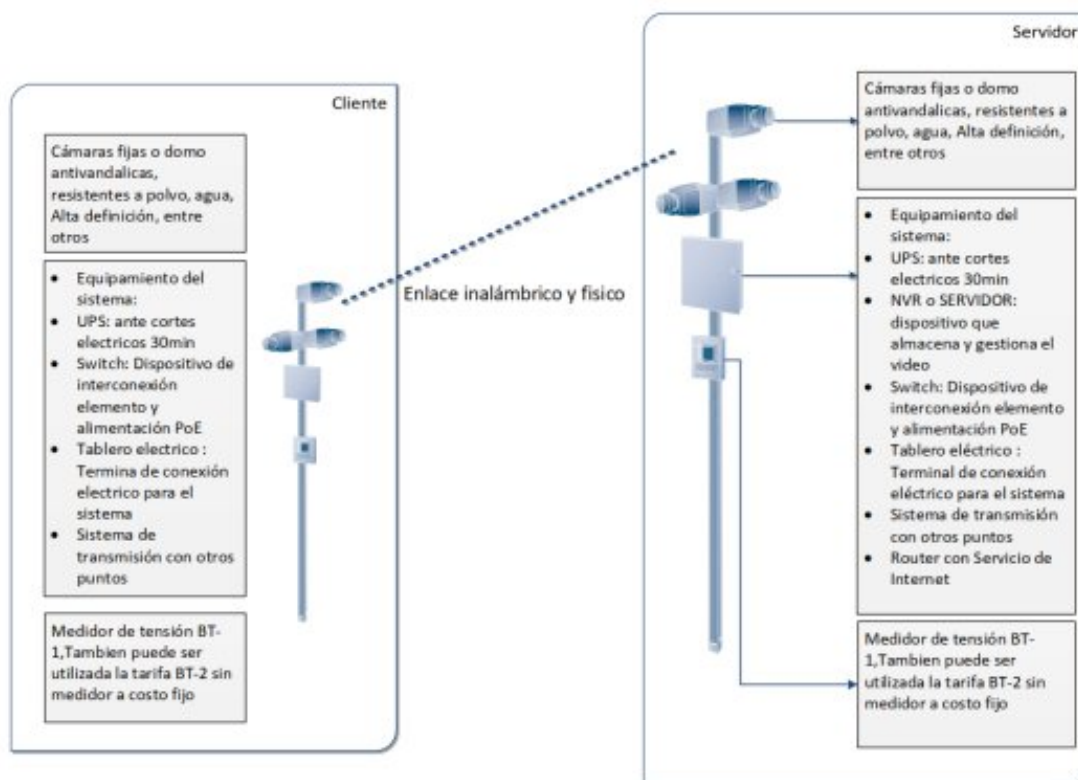 Cliente
Cámaras fijas o domo
antivandalicas,
resistentes a polvo, agua,
Alta definición, entre
otros
• Equipamiento del
sistema:
• UPS: ante cortes
electricos 30min
• Switch: Dispositivo de
interconexión
elemento y
alimentación PoE
• Tablero electrico :
Termina de conexión
electrico para el
sistema
• Sistema de
transmisión con otros
puntos
Medidor de tensión BT-
1,Tambien puede ser
utilizada la tarifa BT-2 sin
medidor a costo fijo
Enlace inalámbrico y fisico
Servidor
Cámaras fijas o domo
antivandalicas, resistentes a
polvo, agua, Alta definición,
entre otros
• Equipamiento del
sistema:
• UPS: ante cortes
electricos 30min
• NVR o SERVIDOR:
dispositivo que
almacena y gestiona el
video
• Switch: Dispositivo de
interconexión elemento
y alimentación PoE
• Tablero eléctrico :
Terminal de conexión
eléctrico para el sistema
• Sistema de transmisión
con otros puntos
• Router con Servicio de
Internet
Medidor de tensión BT-
1,Tambien puede ser
utilizada la tarifa BT-2 sin
medidor a costo fijo